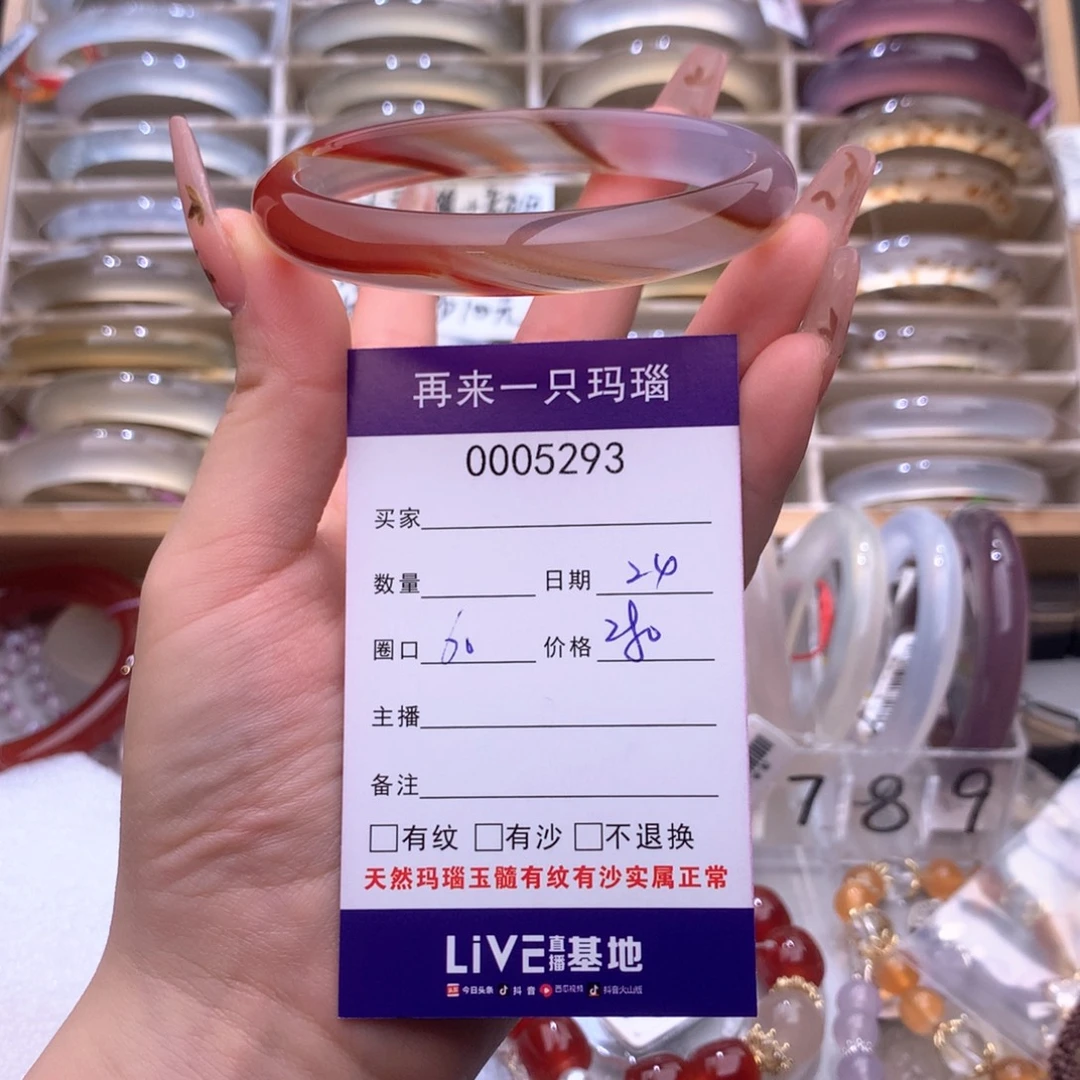 再来一只玛瑙
0005293
买家
数量 日期 24
圈口 60 价格 280
主播
备注
□有纹 □有沙 □不退换
天然玛瑙玉髓有纹有沙实属正常
LiVE直播基地
今日头条 抖音 西瓜视频 抖音火山版
7 8 9